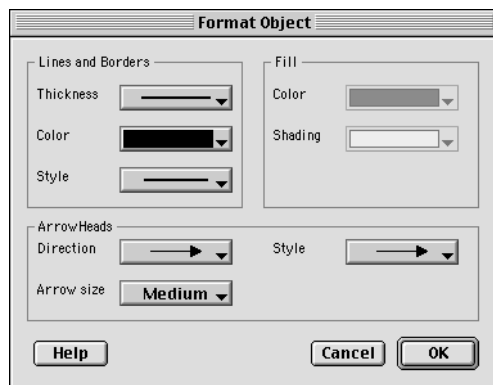 Format Object
Lines and Borders
Thickness
Color
Style
Fill
Color
Shading
ArrowHeads
Direction
Style
Arrow size
Medium
Help
Cancel
OK